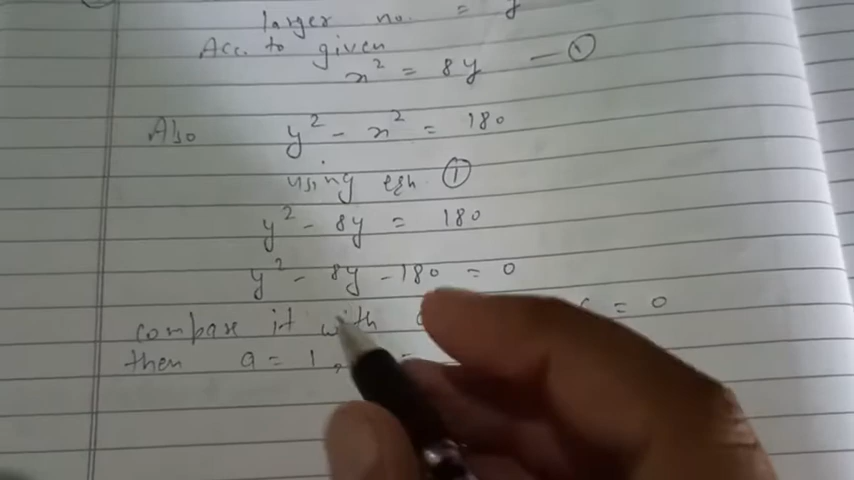 larger no. = y
Acc. to given
x² = 8y — ①
Also y² - x² = 180
using eqn ①
y² - 8y = 180
y² - 8y - 180 = 0
compare it with = 0
then a = 1, =